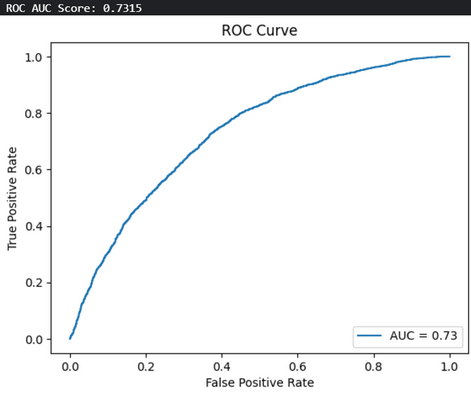 ROC AUC Score: 0.7315
ROC Curve
True Positive Rate
1.0
0.8
0.6
0.4
0.2
0.0
AUC = 0.73
0.0 0.2 0.4 0.6 0.8 1.0
False Positive Rate